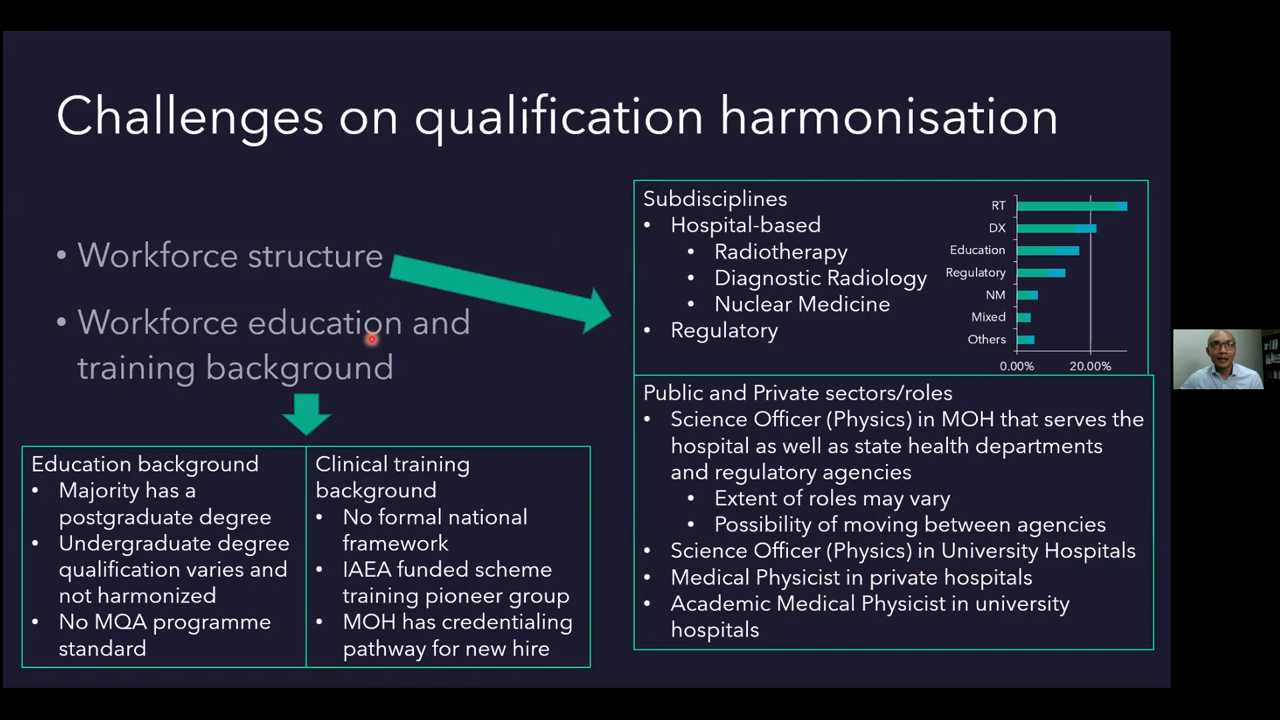 Challenges on qualification harmonisation
• Workforce structure
• Workforce education and
training background
Education background
• Majority has a
postgraduate degree
• Undergraduate degree
qualification varies and
not harmonized
• No MQA programme
standard
Clinical training
background
• No formal national
framework
• IAEA funded scheme
training pioneer group
• MOH has credentialing
pathway for new hire
Subdisciplines
• Hospital-based
• Radiotherapy
• Diagnostic Radiology
• Nuclear Medicine
• Regulatory
RT
DX
Education
Regulatory
NM
Mixed
Others
0.00% 20.00%
Public and Private sectors/roles
• Science Officer (Physics) in MOH that serves the
hospital as well as state health departments
and regulatory agencies
• Extent of roles may vary
• Possibility of moving between agencies
• Science Officer (Physics) in University Hospitals
• Medical Physicist in private hospitals
• Academic Medical Physicist in university
hospitals